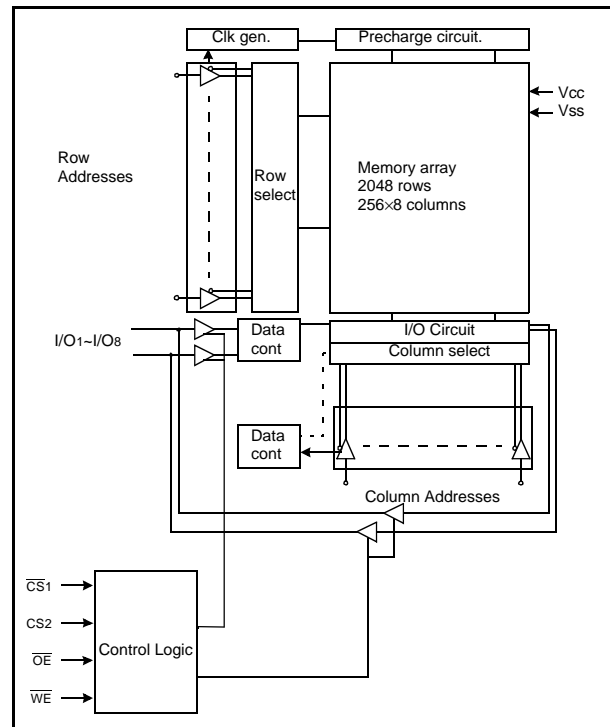 Clk gen.
Precharge circuit.
Vcc
Vss
Row
Addresses
Row
select
Memory array
2048 rows
256×8 columns
I/O1~I/O8
Data
cont
I/O Circuit
Column select
Data
cont
Column Addresses
CS1
CS2
OE
WE
Control Logic